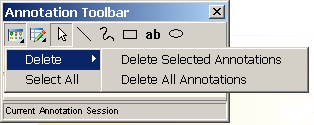 Annotation Toolbar
ab
Delete
Delete Selected Annotations
Select All
Delete All Annotations
Current Annotation Session